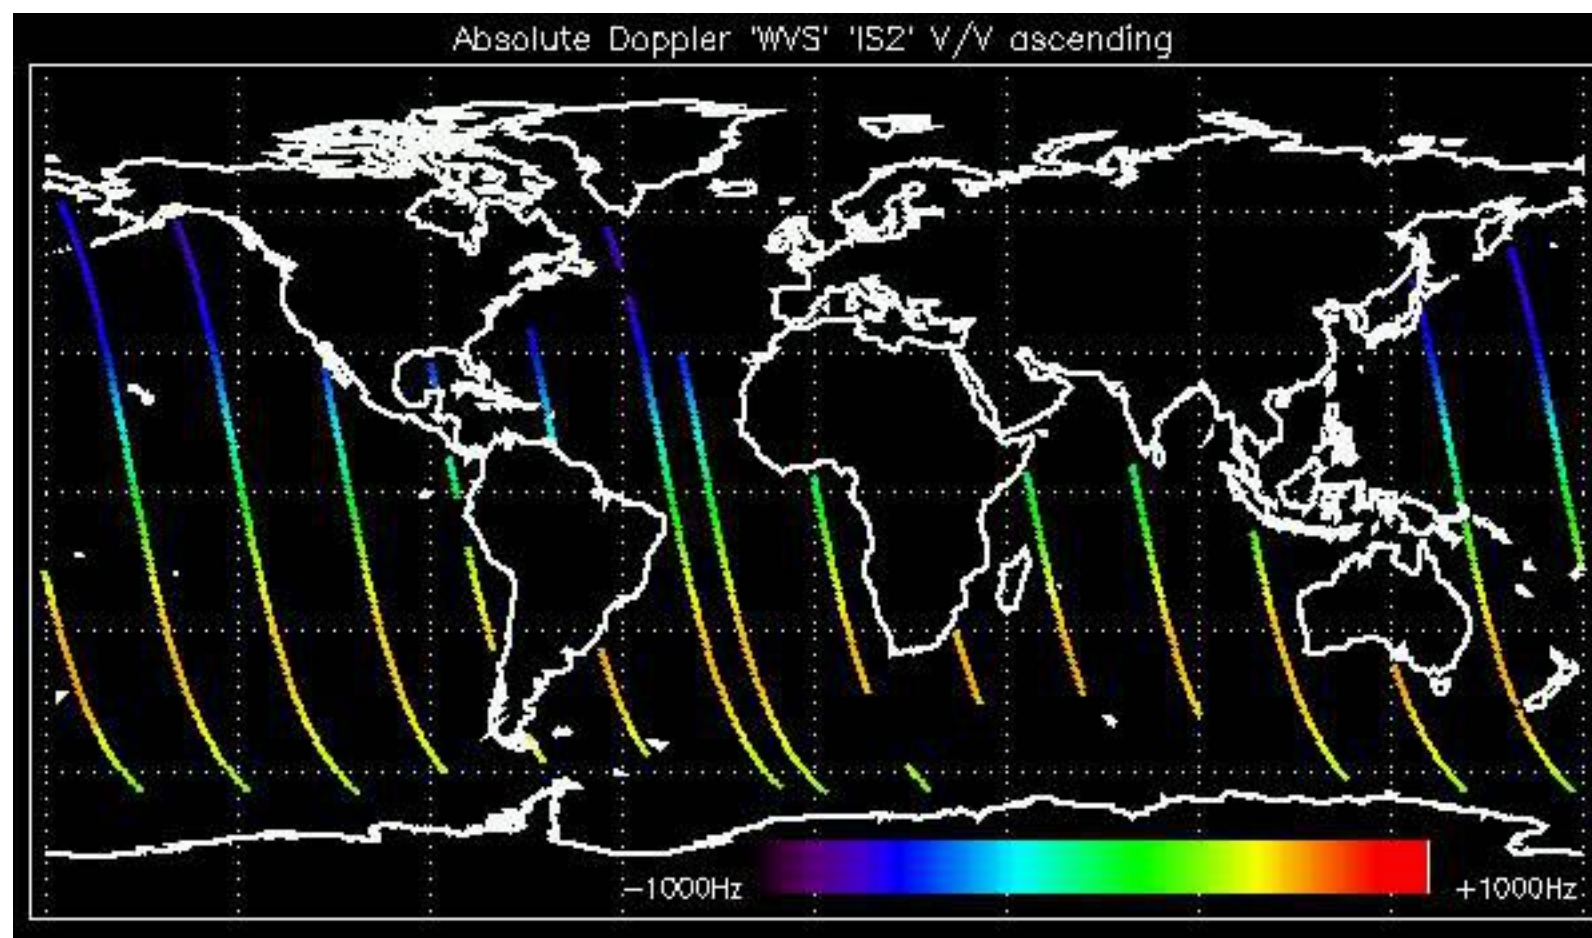 Absolute Doppler 'WVS' 'IS2' V/V ascending
-1000Hz +1000Hz